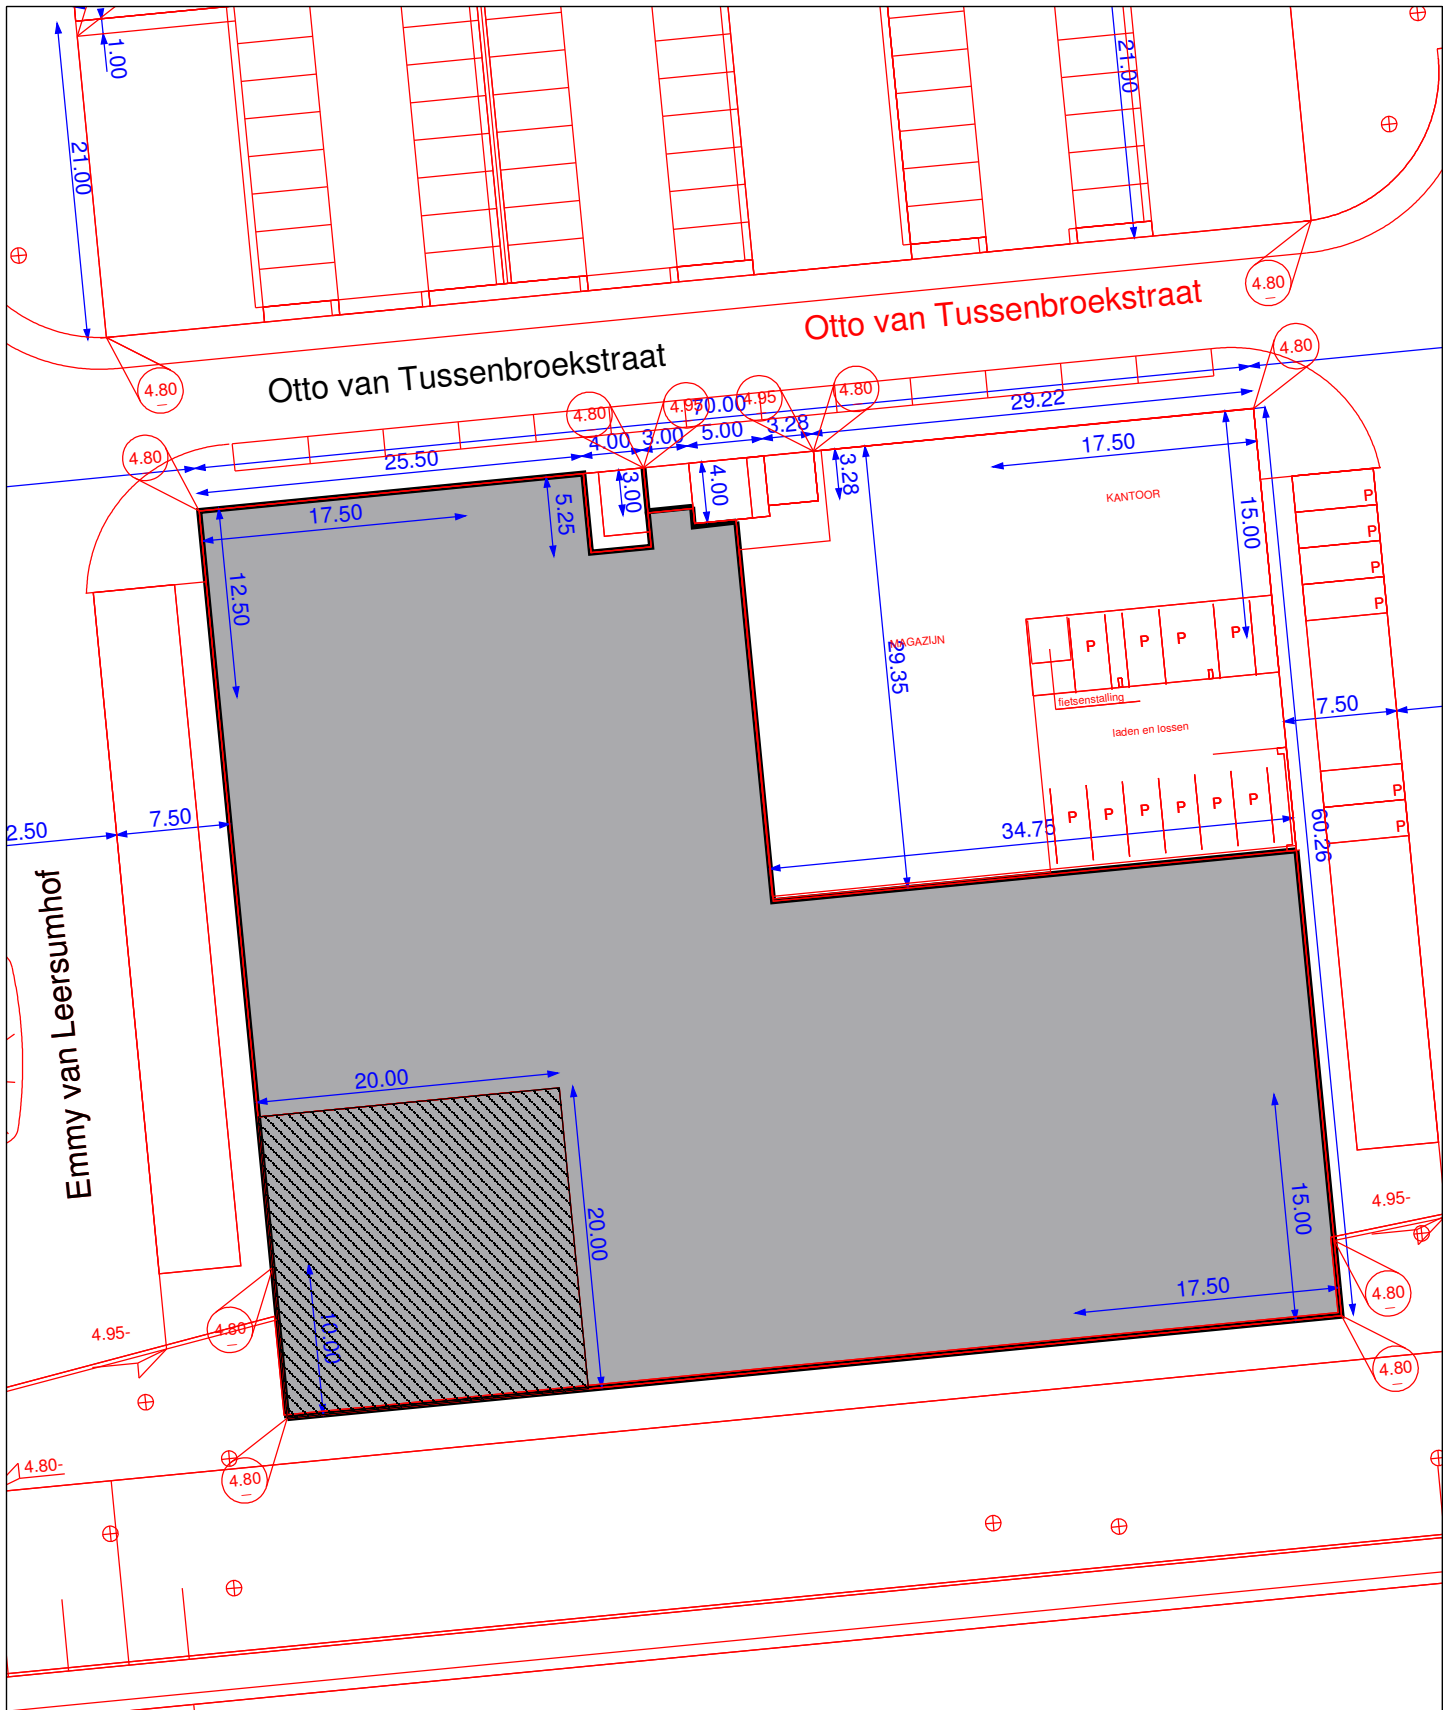 1.00
21.00
21.00
4.80
Otto van Tussenbroekstraat
4.80
Otto van Tussenbroekstraat
4.80
4.80
4.80
4.95
70.00
4.95
4.80
29.22
4.80
25.50
4.00
3.00
5.00
3.28
17.50
17.50
5.25
3.00
4.00
3.28
KANTOOR
15.00
P
P
P
P
12.50
MAGAZIJN
29.35
P
P
P
P
fietsenstalling
laden en lossen
7.50
2.50
7.50
34.75
P
P
P
P
P
P
60.26
P
P
Emmy van Leersumhof
20.00
20.00
15.00
17.50
4.95-
4.80
4.80
4.95-
4.80
10.00
4.80-
4.80